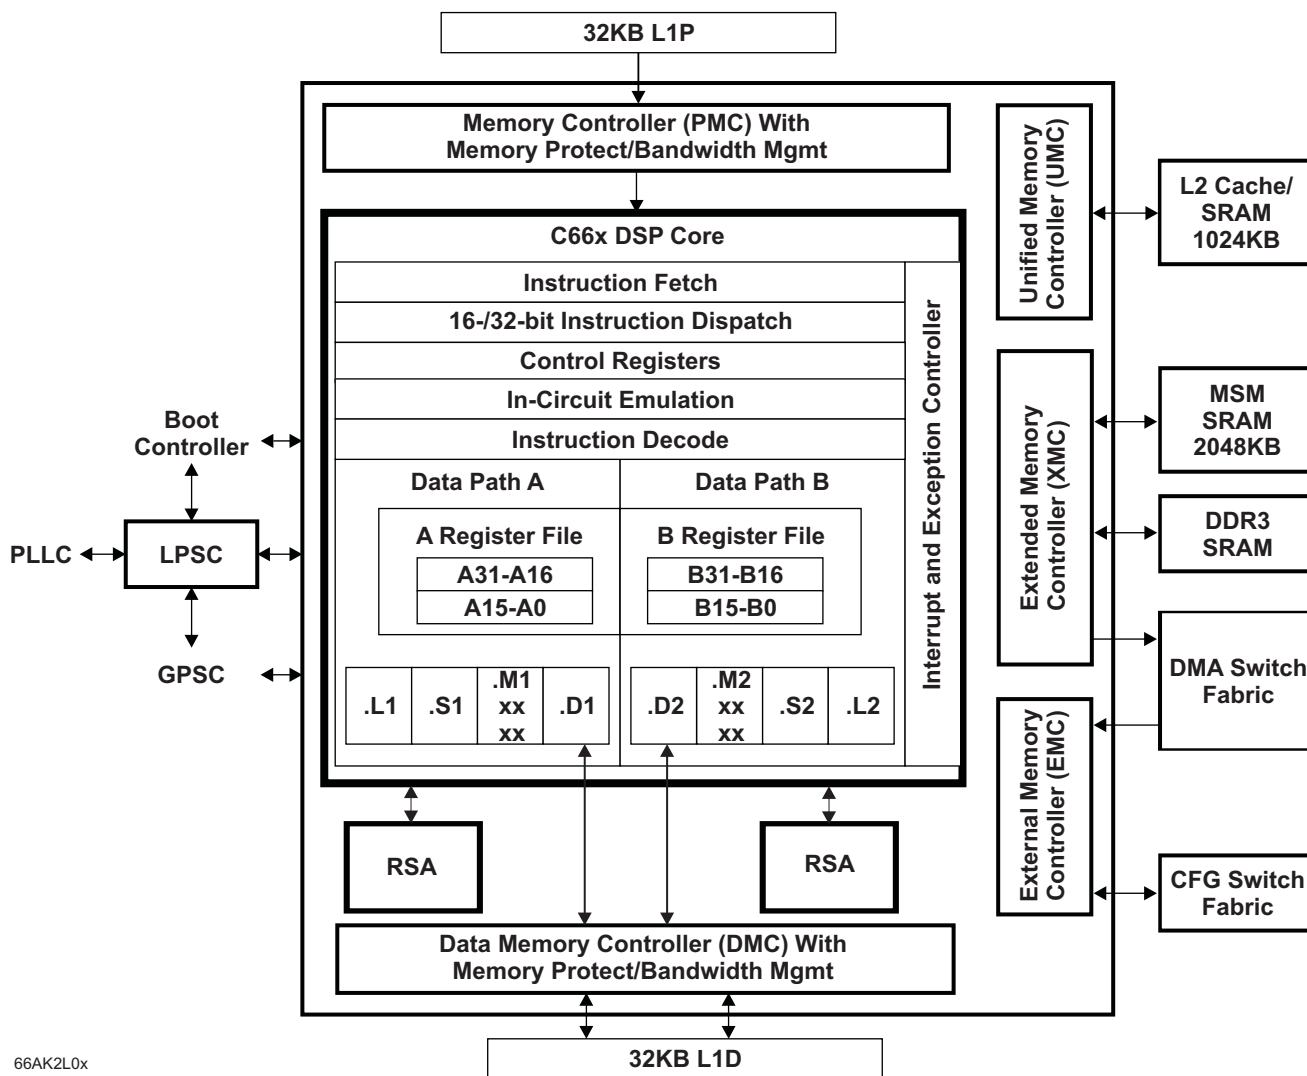 32KB L1P
Memory Controller (PMC) With
Memory Protect/Bandwidth Mgmt
C66x DSP Core
Instruction Fetch
16-/32-bit Instruction Dispatch
Control Registers
In-Circuit Emulation
Instruction Decode
Data Path A
Data Path B
A Register File
B Register File
A31-A16
A15-A0
B31-B16
B15-B0
.L1
.S1
.M1
xx
xx
.D1
.D2
.M2
xx
xx
.S2
.L2
Interrupt and Exception Controller
Boot
Controller
PLLC
LPSC
GPSC
RSA
RSA
Data Memory Controller (DMC) With
Memory Protect/Bandwidth Mgmt
32KB L1D
Unified Memory
Controller (UMC)
Extended Memory
Controller (XMC)
External Memory
Controller (EMC)
L2 Cache/
SRAM
1024KB
MSM
SRAM
2048KB
DDR3
SRAM
DMA Switch
Fabric
CFG Switch
Fabric
66AK2L0x